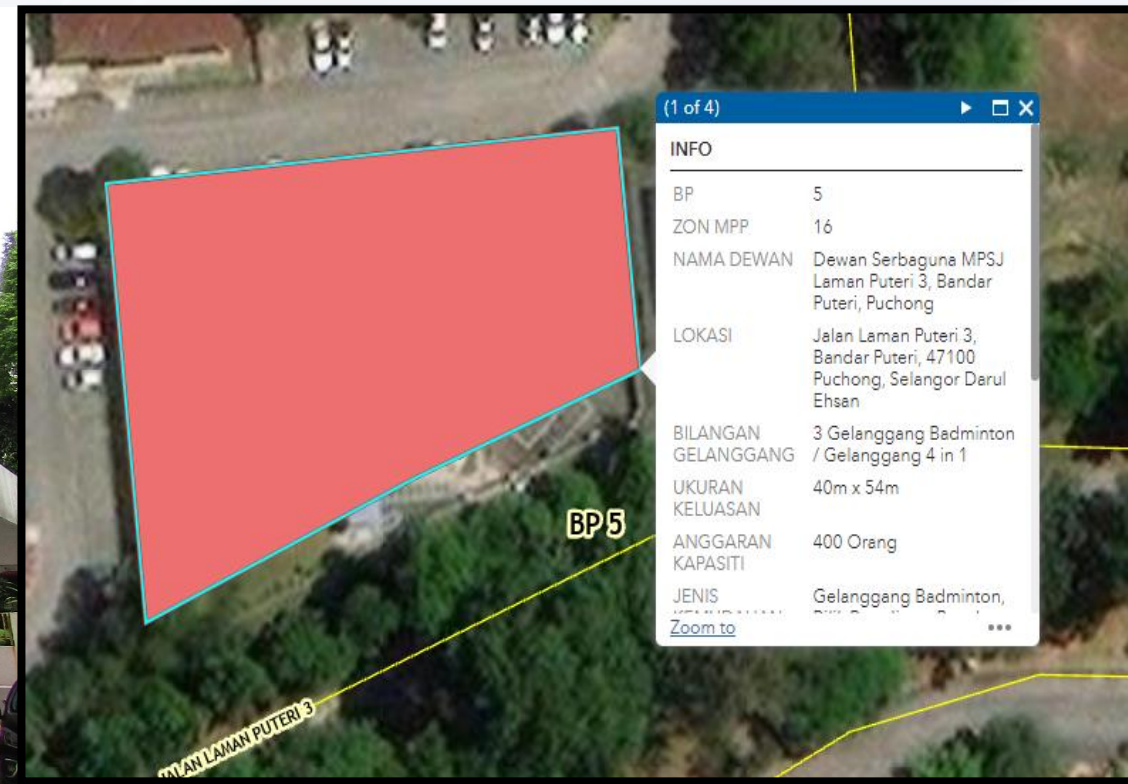 (1 of 4)
INFO
BP 5
ZON MPP 16
NAMA DEWAN Dewan Serbaguna MPSJ
Laman Puteri 3, Bandar
Puteri, Puchong
LOKASI Jalan Laman Puteri 3,
Bandar Puteri, 47100
Puchong, Selangor Darul
Ehsan
BILANGAN 3 Gelanggang Badminton
GELANGGANG / Gelanggang 4 in 1
UKURAN 40m x 54m
KELUASAN
ANGGARAN 400 Orang
KAPASITI
JENIS Gelanggang Badminton,
Zoom to
BP 5
JALAN LAMAN PUTERI 3